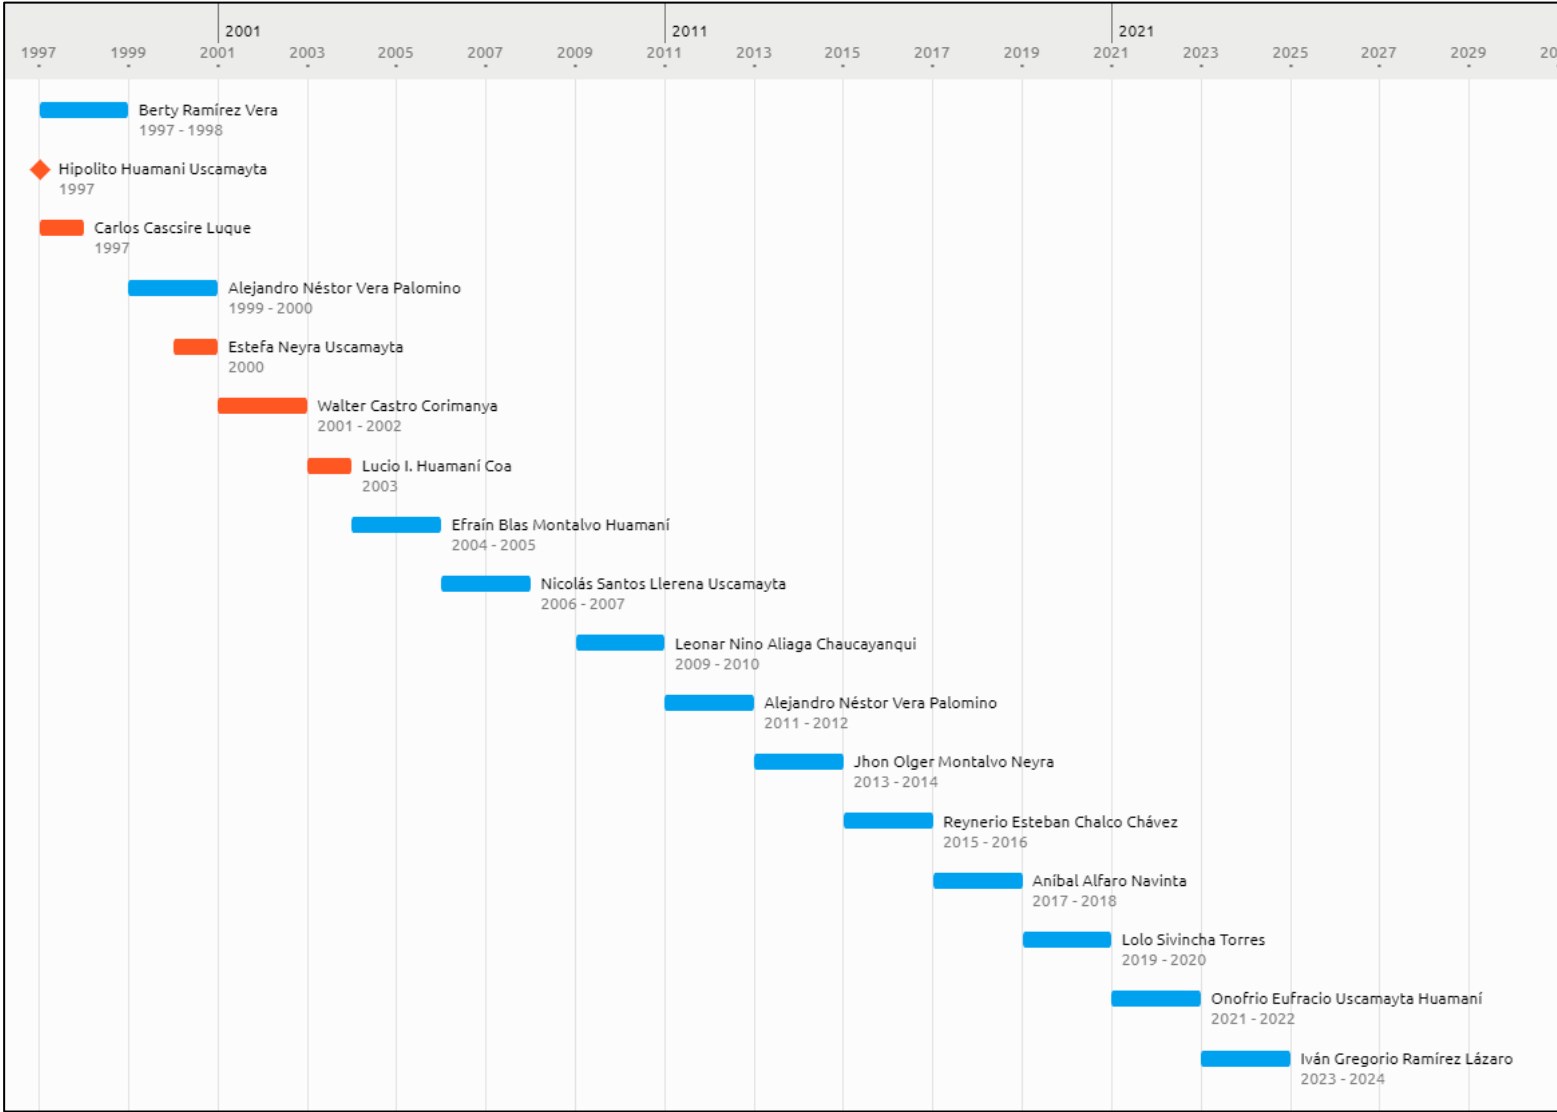 2001 2011 2021
1997 1999 2001 2003 2005 2007 2009 2011 2013 2015 2017 2019 2021 2023 2025 2027 2029
Berty Ramírez Vera
1997 - 1998
Hipolito Huamani Uscamayta
1997
Carlos Cascsire Luque
1997
Alejandro Néstor Vera Palomino
1999 - 2000
Estefa Neyra Uscamayta
2000
Walter Castro Corimanya
2001 - 2002
Lucio I. Huamaní Coa
2003
Efraín Blas Montalvo Huamaní
2004 - 2005
Nicolás Santos Llerena Uscamayta
2006 - 2007
Leonar Nino Aliaga Chaucayanqui
2009 - 2010
Alejandro Néstor Vera Palomino
2011 - 2012
Jhon Olger Montalvo Neyra
2013 - 2014
Reynerio Esteban Chalco Chávez
2015 - 2016
Aníbal Alfaro Navinta
2017 - 2018
Lolo Sivincha Torres
2019 - 2020
Onofrio Eufracio Uscamayta Huamaní
2021 - 2022
Iván Gregorio Ramírez Lázaro
2023 - 2024